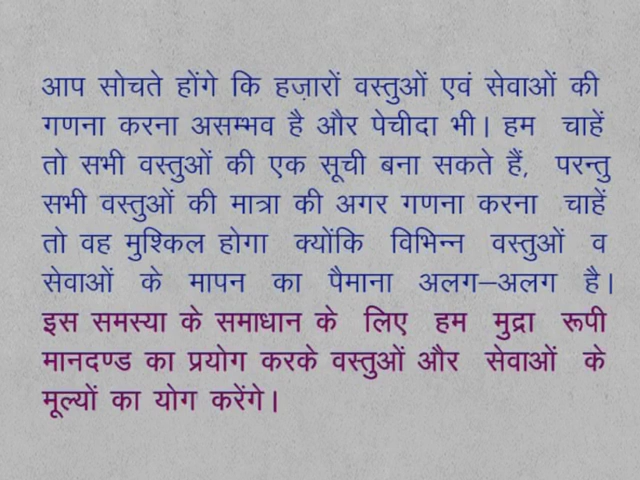 आप सोचते होंगे कि हज़ारों वस्तुओं एवं सेवाओं की
गणना करना असम्भव है और पेचीदा भी। हम चाहें
तो सभी वस्तुओं की एक सूची बना सकते हैं, परन्तु
सभी वस्तुओं की मात्रा की अगर गणना करना चाहें
तो वह मुश्किल होगा क्योंकि विभिन्न वस्तुओं व
सेवाओं के मापन का पैमाना अलग–अलग है।
इस समस्या के समाधान के लिए हम मुद्रा रूपी
मानदण्ड का प्रयोग करके वस्तुओं और सेवाओं के
मूल्यों का योग करेंगे।